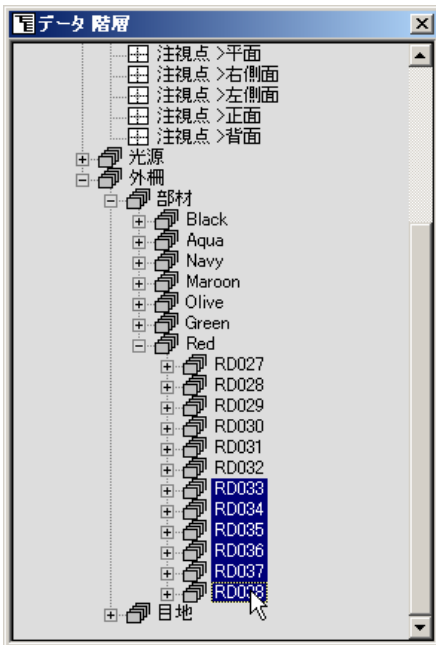 データ 階層
注視点 >平面
注視点 >右側面
注視点 >左側面
注視点 >正面
注視点 >背面
光源
外柵
部材
Black
Aqua
Navy
Maroon
Olive
Green
Red
RD027
RD028
RD029
RD030
RD031
RD032
RD033
RD034
RD035
RD036
RD037
RD038
目地